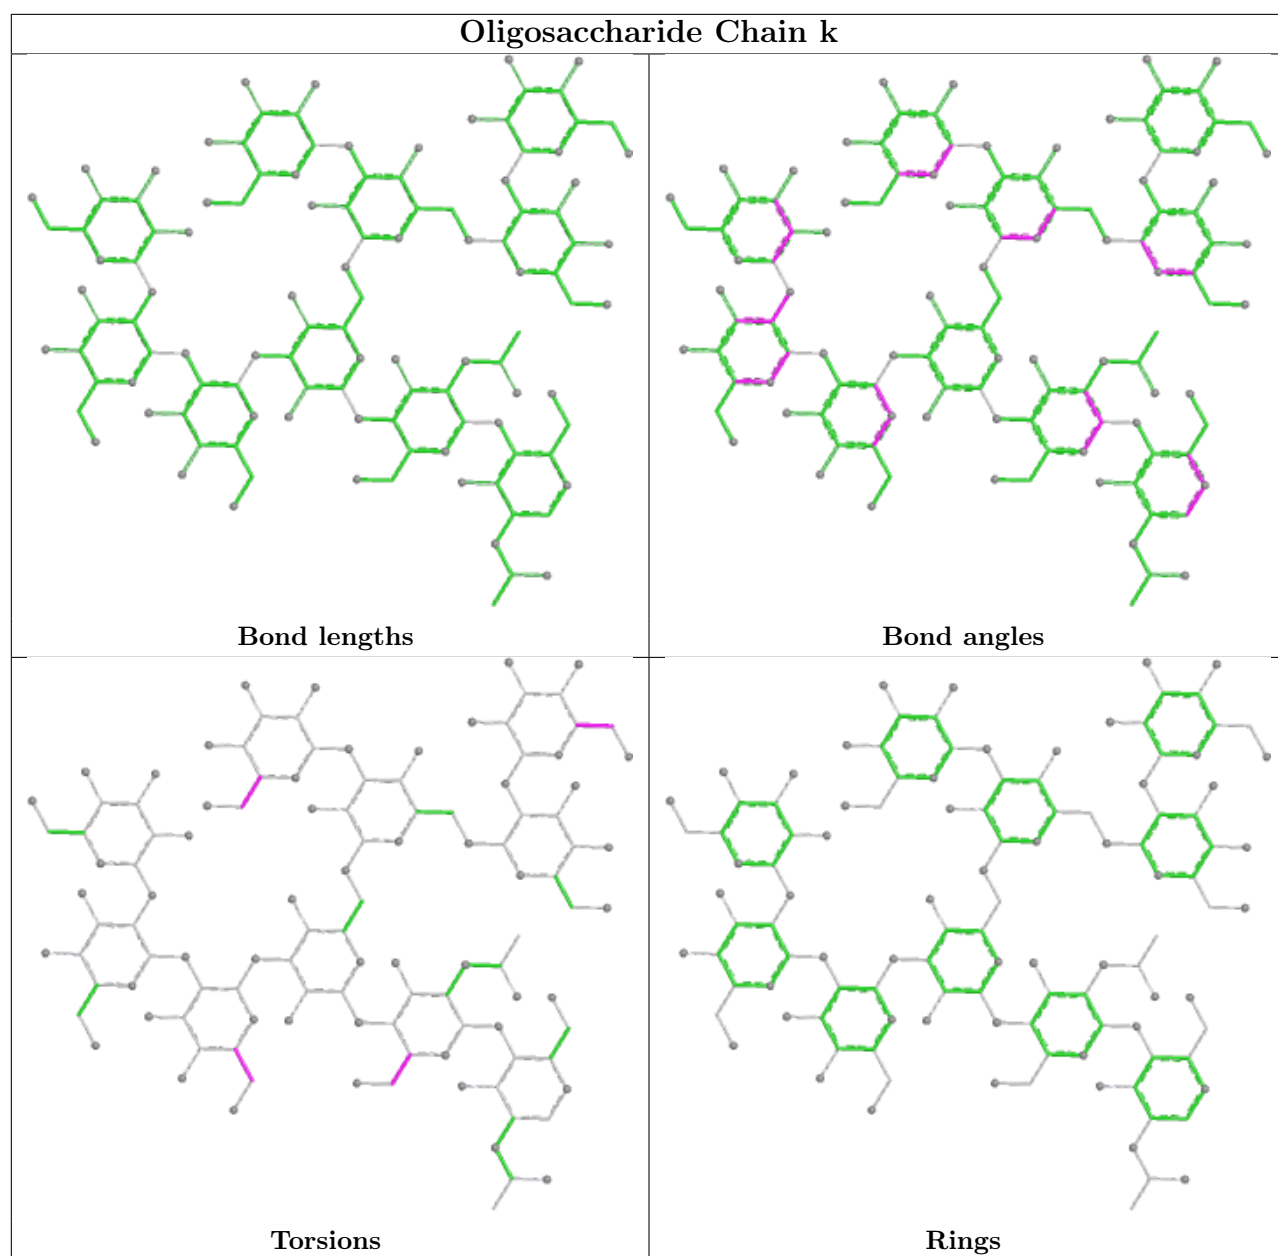 Oligosaccharide Chain k
Bond lengths
Bond angles
Torsions
Rings